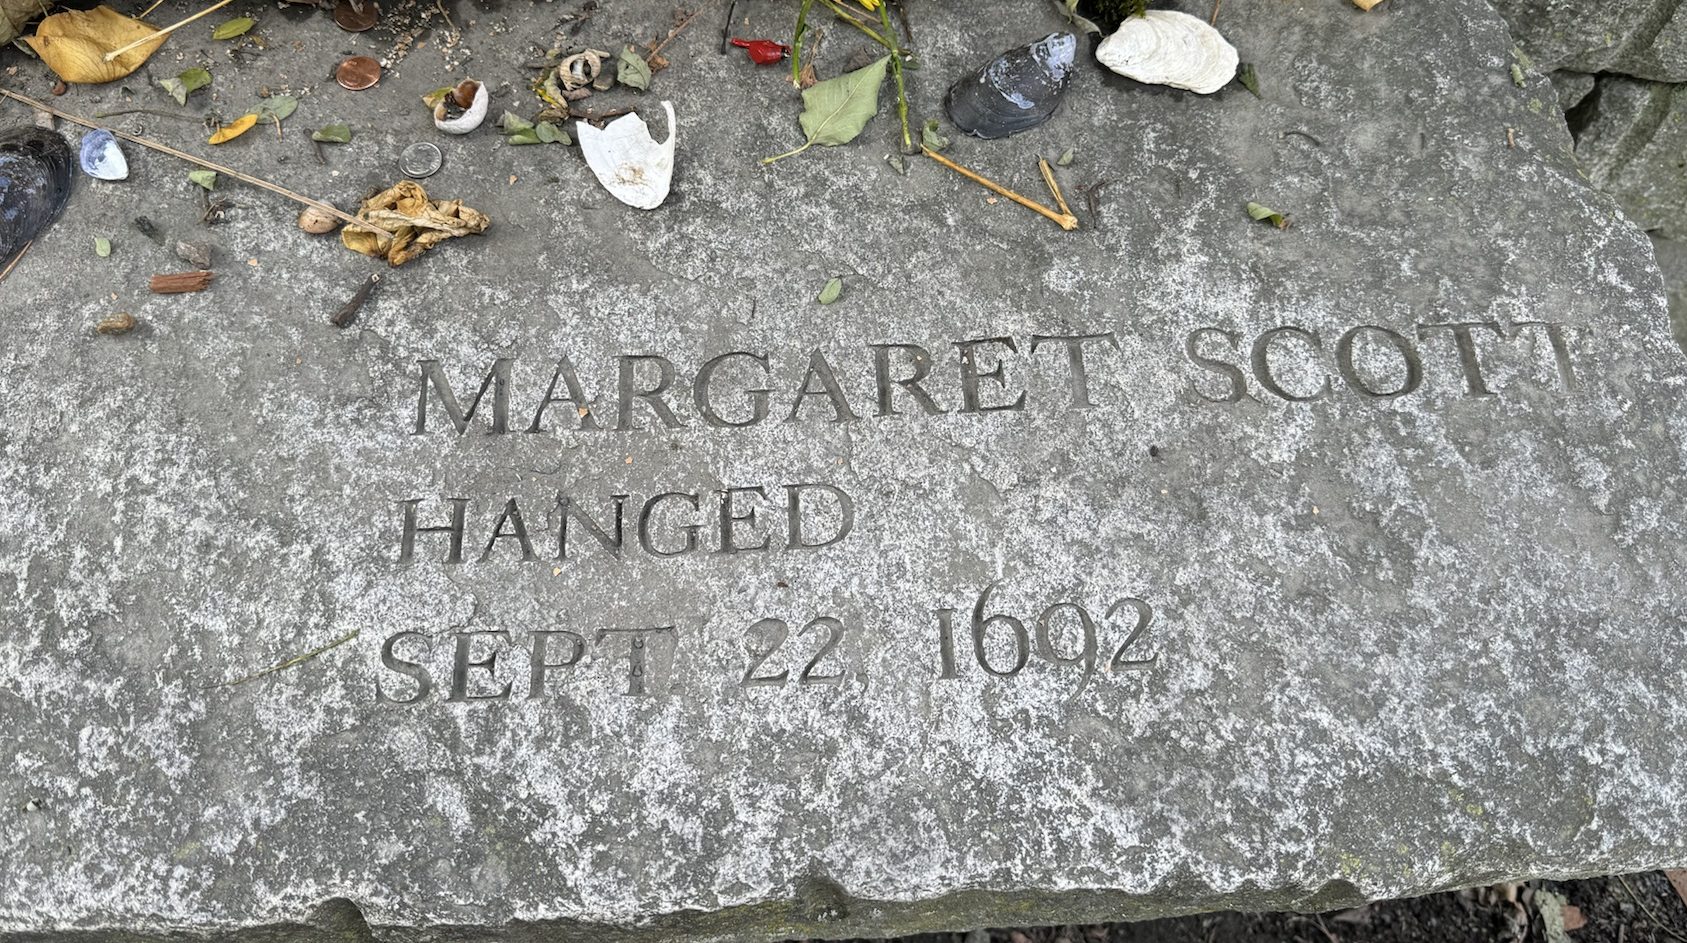 MARGARET SCOTT
HANGED
SEPT. 22, 1692